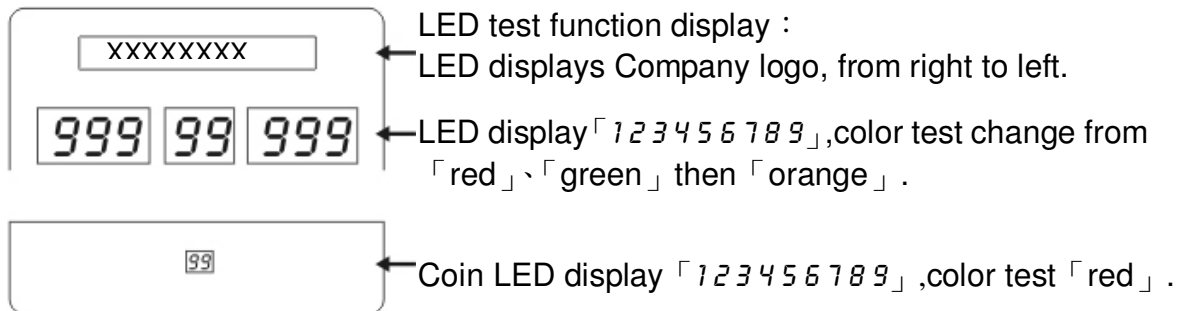 XXXXXXXX
LED test function display：
LED displays Company logo, from right to left.
999 99 999
LED display「123456789」,color test change from
「red」、「green」then「orange」.
99
Coin LED display「123456789」,color test「red」.